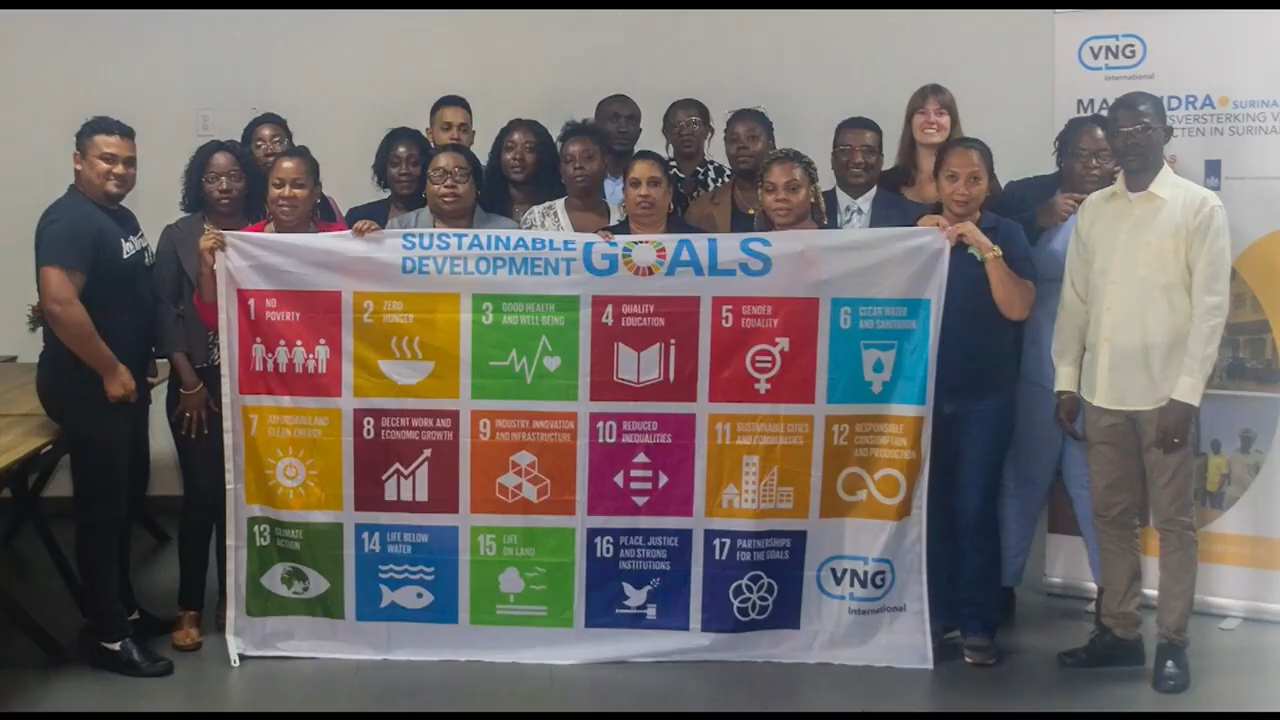 VNG
International
SURINA
TSVERSTERKING VA
CTEN IN SURINA
SUSTAINABLE
DEVELOPMENT
GOALS
1 NO
POVERTY
2 ZERO
HUNGER
3 GOOD HEALTH
AND WELL-BEING
4 QUALITY
EDUCATION
5 GENDER
EQUALITY
6 CLEAN WATER
AND SANITATION
7 AFFORDABLE AND
CLEAN ENERGY
8 DECENT WORK AND
ECONOMIC GROWTH
9 INDUSTRY, INNOVATION
AND INFRASTRUCTURE
10 REDUCED
INEQUALITIES
11 SUSTAINABLE CITIES
AND COMMUNITIES
12 RESPONSIBLE
CONSUMPTION
AND PRODUCTION
13 CLIMATE
ACTION
14 LIFE BELOW
WATER
15 LIFE
ON LAND
16 PEACE, JUSTICE
AND STRONG
INSTITUTIONS
17 PARTNERSHIPS
FOR THE GOALS
VNG
International